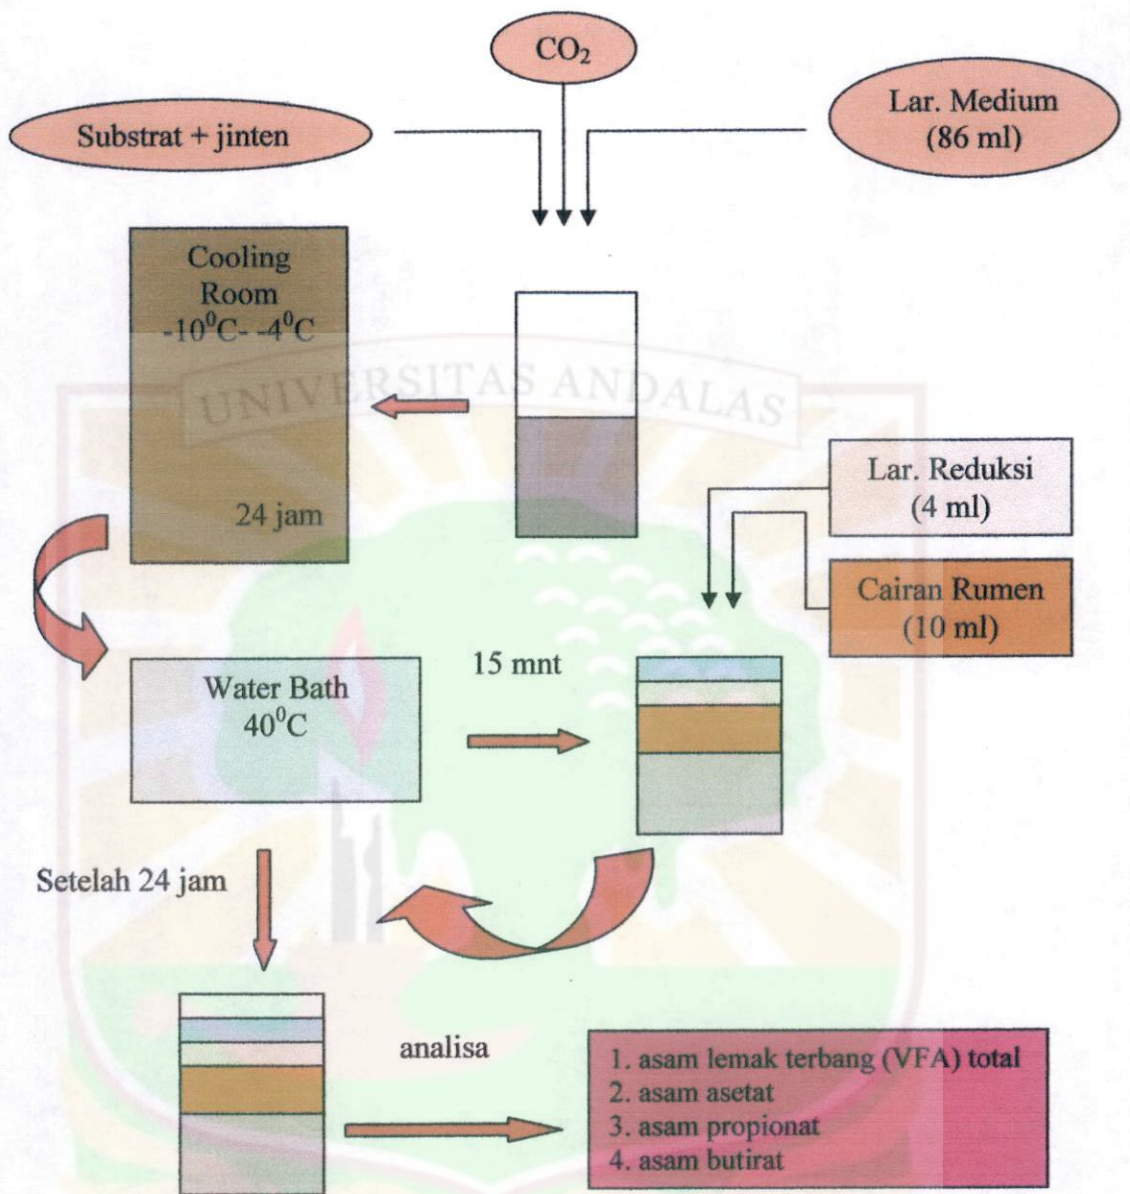 CO₂
Substrat + jinten
Lar. Medium
(86 ml)
Cooling
Room
-10⁰C- -4⁰C
24 jam
UNIVERSITAS ANDALAS
Lar. Reduksi
(4 ml)
Cairan Rumen
(10 ml)
Water Bath
40⁰C
15 mnt
Setelah 24 jam
analisa
1. asam lemak terbang (VFA) total
2. asam asetat
3. asam propionat
4. asam butirat